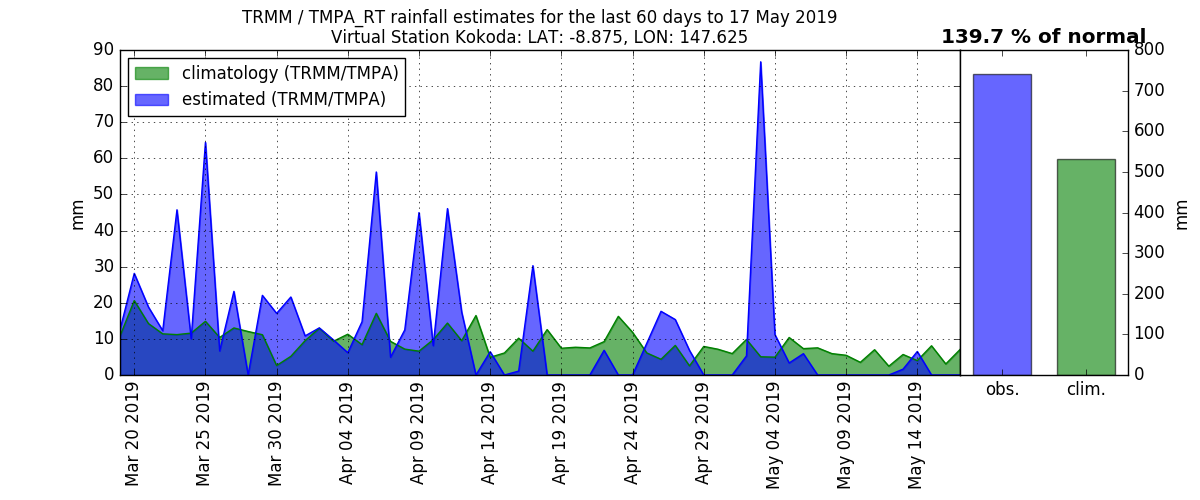 TRMM / TMPA_RT rainfall estimates for the last 60 days to 17 May 2019
Virtual Station Kokoda: LAT: -8.875, LON: 147.625
139.7 % of normal
climatology (TRMM/TMPA)
estimated (TRMM/TMPA)
mm
90
80
70
60
50
40
30
20
10
0
Mar 20 2019
Mar 25 2019
Mar 30 2019
Apr 04 2019
Apr 09 2019
Apr 14 2019
Apr 19 2019
Apr 24 2019
Apr 29 2019
May 04 2019
May 09 2019
May 14 2019
800
700
600
500
400
300
200
100
0
mm
obs.
clim.